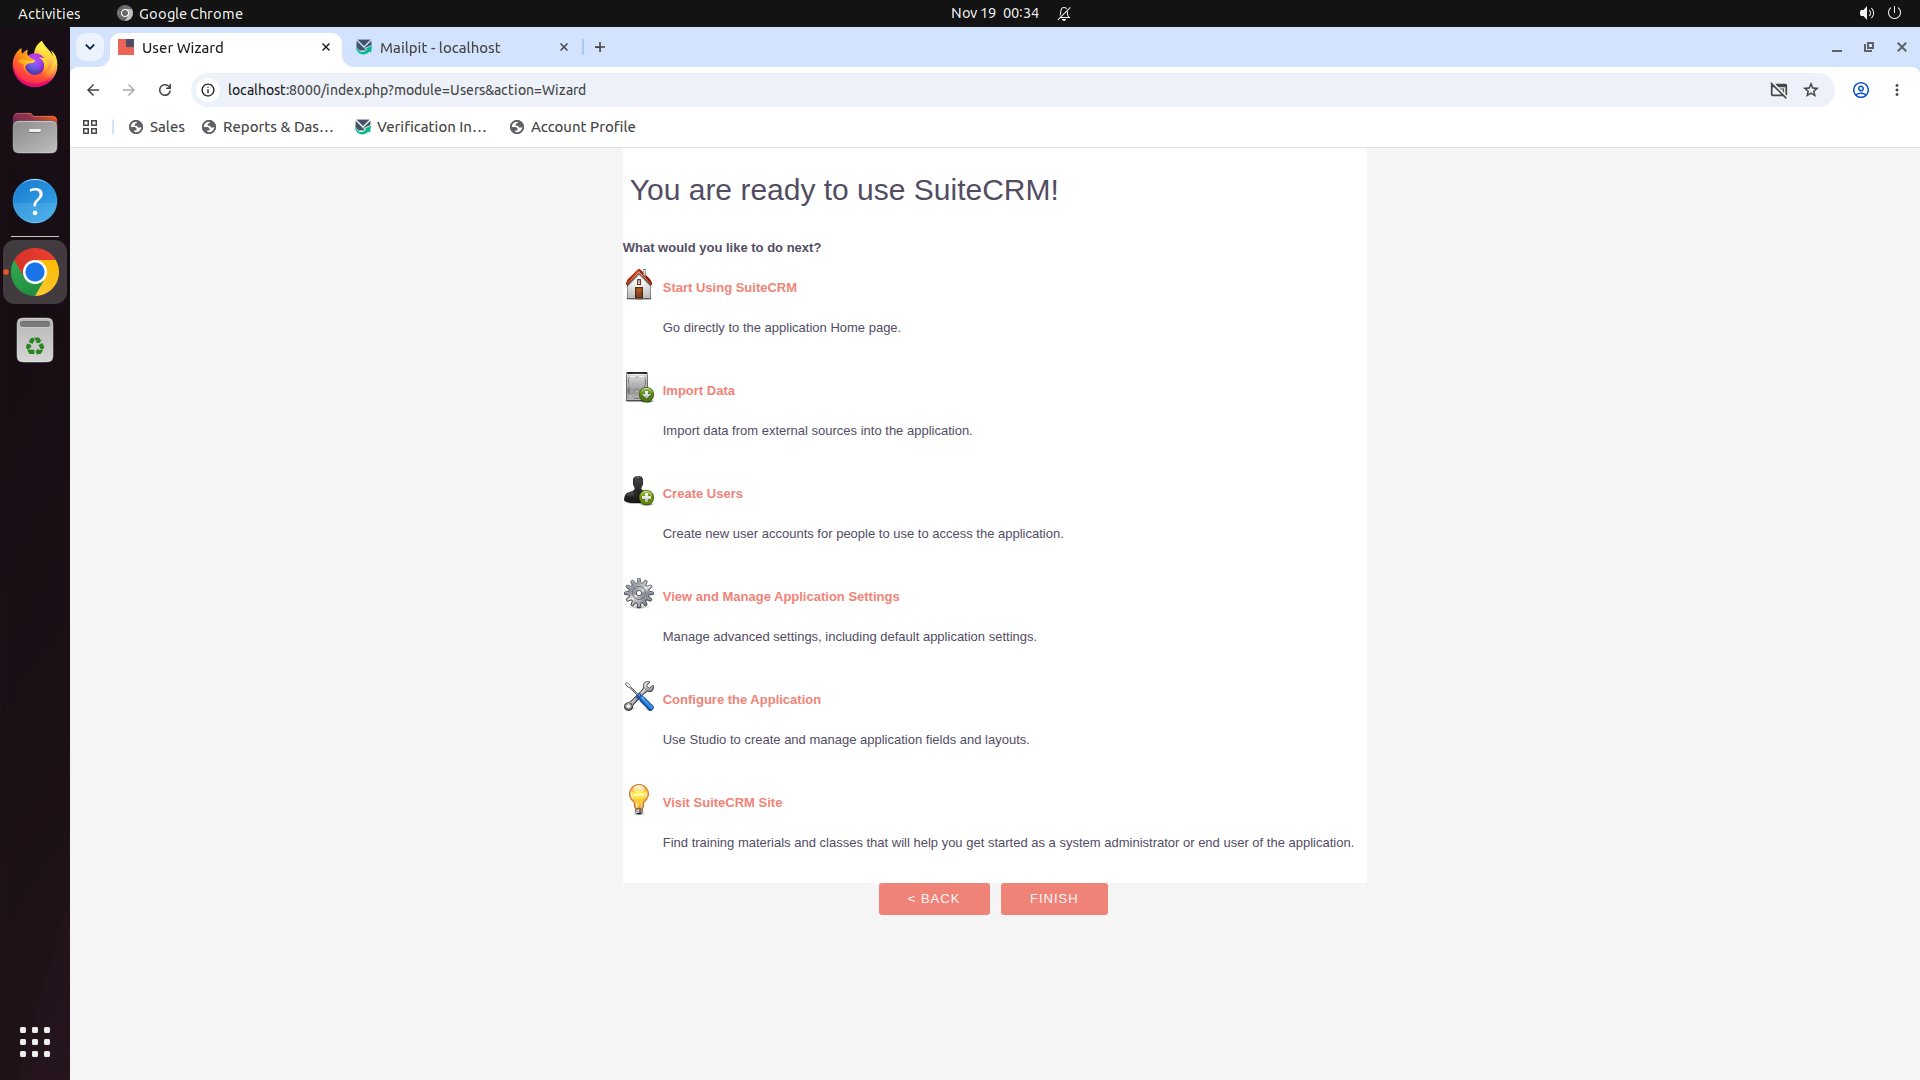 Activities
Google Chrome
Nov 19 00:34
User Wizard
Mailpit - localhost
localhost:8000/index.php?module=Users&action=Wizard
Sales
Reports & Das...
Verification In...
Account Profile
You are ready to use SuiteCRM!
What would you like to do next?
Start Using SuiteCRM
Go directly to the application Home page.
Import Data
Import data from external sources into the application.
Create Users
Create new user accounts for people to use to access the application.
View and Manage Application Settings
Manage advanced settings, including default application settings.
Configure the Application
Use Studio to create and manage application fields and layouts.
Visit SuiteCRM Site
Find training materials and classes that will help you get started as a system administrator or end user of the application.
< BACK
FINISH